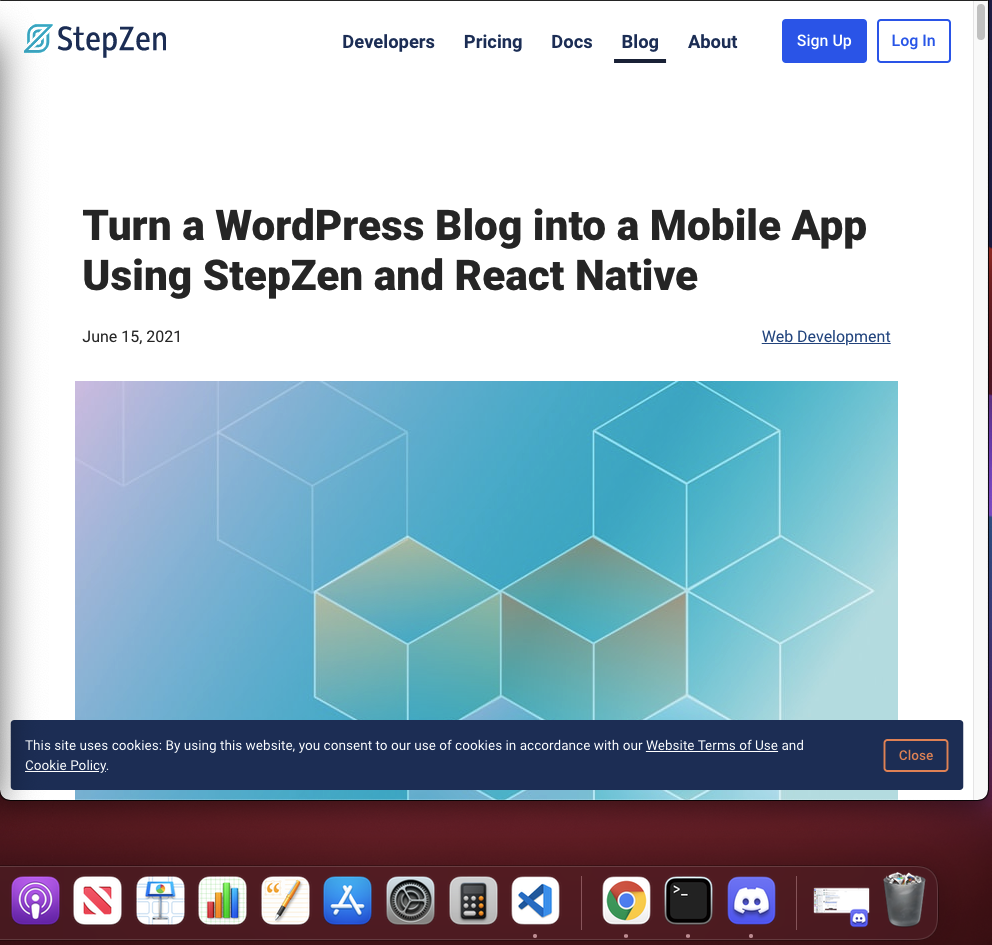 StepZen
Developers Pricing Docs Blog About Sign Up Log In
Turn a WordPress Blog into a Mobile App
Using StepZen and React Native
June 15, 2021 Web Development
This site uses cookies: By using this website, you consent to our use of cookies in accordance with our Website Terms of Use and
Cookie Policy.
Close
>_